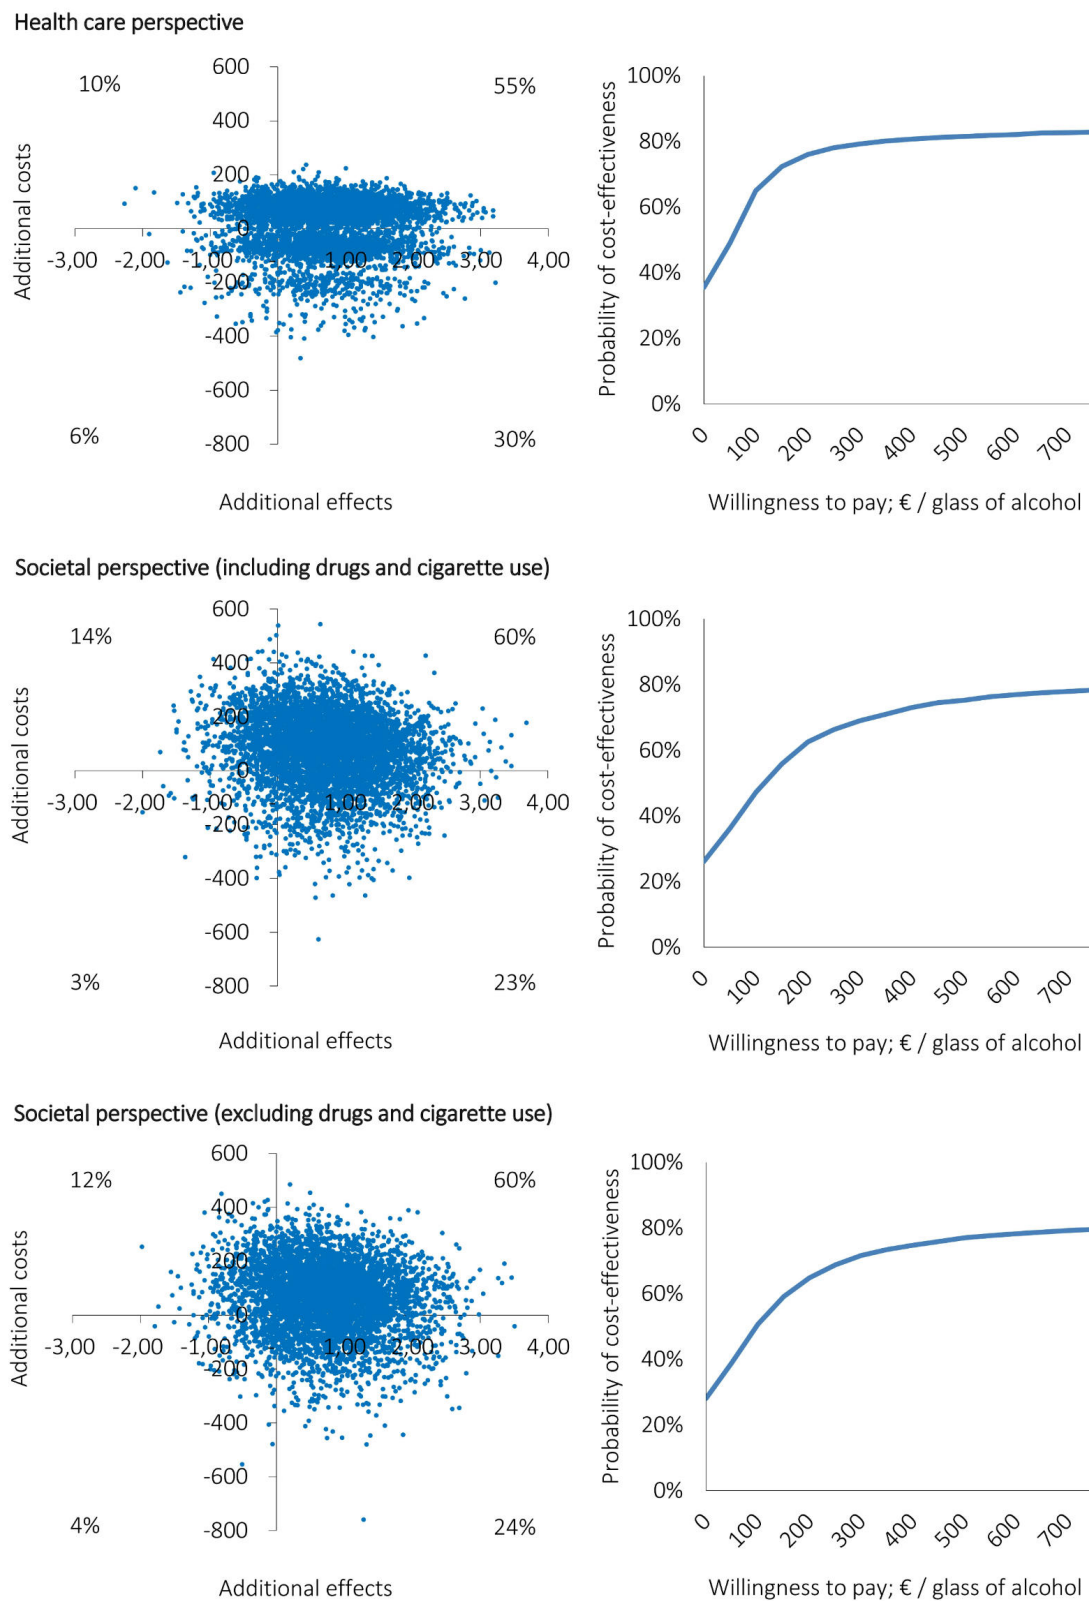 Health care perspective
10%
55%
600
400
200
0
-200
-400
-600
-800
-3,00 -2,00 -1,00 - 1,00 2,00 3,00 4,00
Additional costs
6%
30%
Additional effects
100%
80%
60%
40%
20%
0%
Probability of cost-effectiveness
0 100 200 300 400 500 600 700
Willingness to pay; € / glass of alcohol
Societal perspective (including drugs and cigarette use)
14%
60%
600
400
200
0
-200
-400
-600
-800
-3,00 -2,00 -1,00 - 1,00 2,00 3,00 4,00
Additional costs
3%
23%
Additional effects
100%
80%
60%
40%
20%
0%
Probability of cost-effectiveness
0 100 200 300 400 500 600 700
Willingness to pay; € / glass of alcohol
Societal perspective (excluding drugs and cigarette use)
12%
60%
600
400
200
0
-200
-400
-600
-800
-3,00 -2,00 -1,00 - 1,00 2,00 3,00 4,00
Additional costs
4%
24%
Additional effects
100%
80%
60%
40%
20%
0%
Probability of cost-effectiveness
0 100 200 300 400 500 600 700
Willingness to pay; € / glass of alcohol